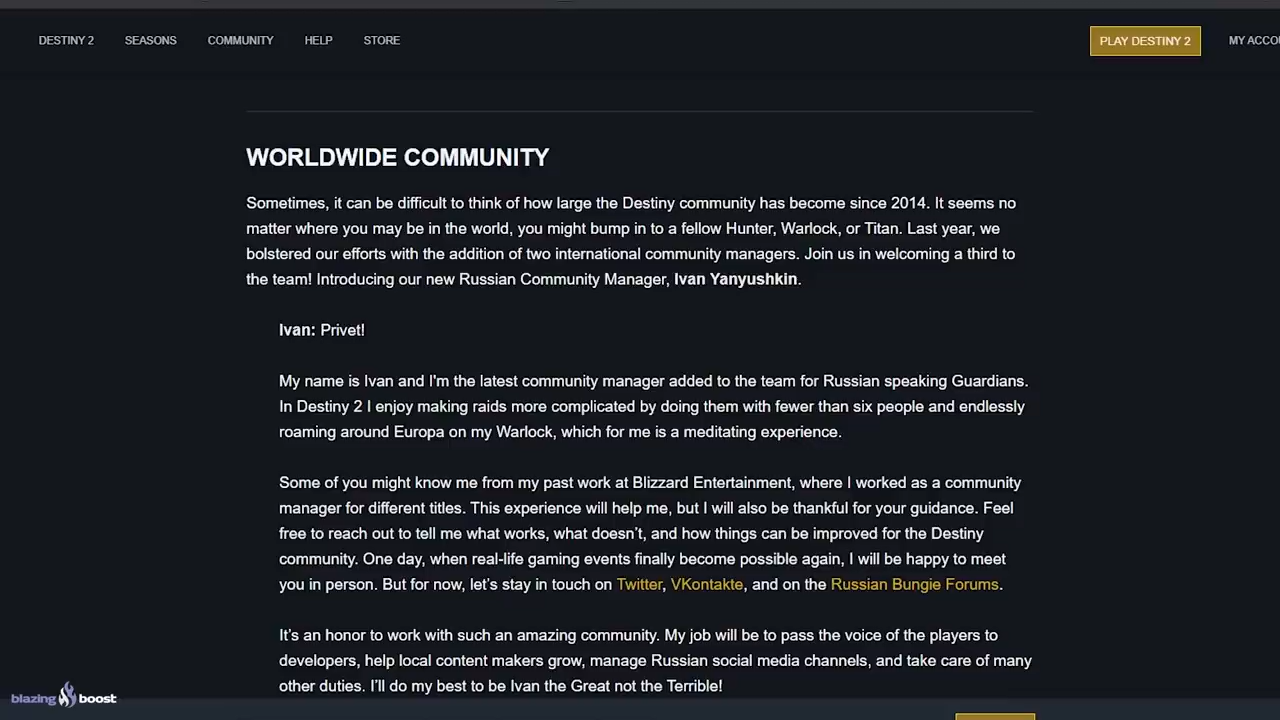 DESTINY 2 SEASONS COMMUNITY HELP STORE PLAY DESTINY 2 MY ACCO
WORLDWIDE COMMUNITY
Sometimes, it can be difficult to think of how large the Destiny community has become since 2014. It seems no
matter where you may be in the world, you might bump in to a fellow Hunter, Warlock, or Titan. Last year, we
bolstered our efforts with the addition of two international community managers. Join us in welcoming a third to
the team! Introducing our new Russian Community Manager, Ivan Yanyushkin.
Ivan: Privet!
My name is Ivan and I'm the latest community manager added to the team for Russian speaking Guardians.
In Destiny 2 I enjoy making raids more complicated by doing them with fewer than six people and endlessly
roaming around Europa on my Warlock, which for me is a meditating experience.
Some of you might know me from my past work at Blizzard Entertainment, where I worked as a community
manager for different titles. This experience will help me, but I will also be thankful for your guidance. Feel
free to reach out to tell me what works, what doesn’t, and how things can be improved for the Destiny
community. One day, when real-life gaming events finally become possible again, I will be happy to meet
you in person. But for now, let’s stay in touch on Twitter, VKontakte, and on the Russian Bungie Forums.
It’s an honor to work with such an amazing community. My job will be to pass the voice of the players to
developers, help local content makers grow, manage Russian social media channels, and take care of many
other duties. I’ll do my best to be Ivan the Great not the Terrible!
blazing boost